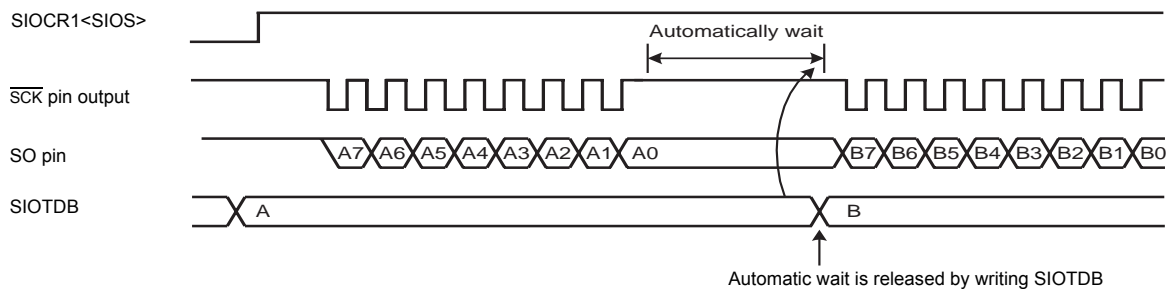 SIOCR1<SIOS>
Automatically wait
SCK pin output
SO pin
A7 A6 A5 A4 A3 A2 A1 A0 B7 B6 B5 B4 B3 B2 B1 B0
SIOTDB
A B
Automatic wait is released by writing SIOTDB